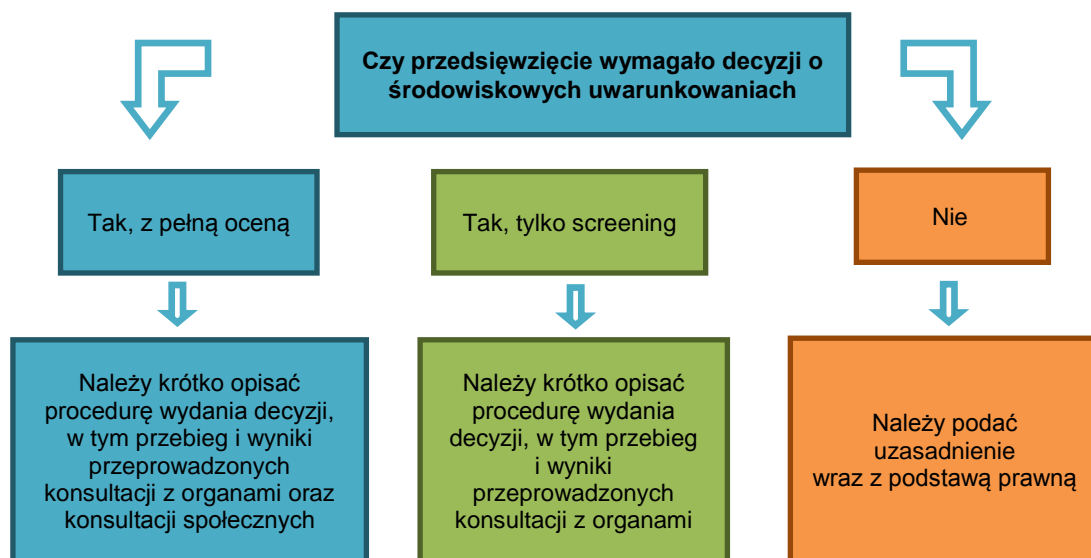 Czy przedsięwzięcie wymagało decyzji o
środowiskowych uwarunkowaniach
Tak, z pełną oceną
Tak, tylko screening
Nie
Należy krótko opisać
procedurę wydania decyzji,
w tym przebieg i wyniki
przeprowadzonych
konsultacji z organami oraz
konsultacji społecznych
Należy krótko opisać
procedurę wydania
decyzji, w tym przebieg
i wyniki
przeprowadzonych
konsultacji z organami
Należy podać
uzasadnienie
wraz z podstawą prawną